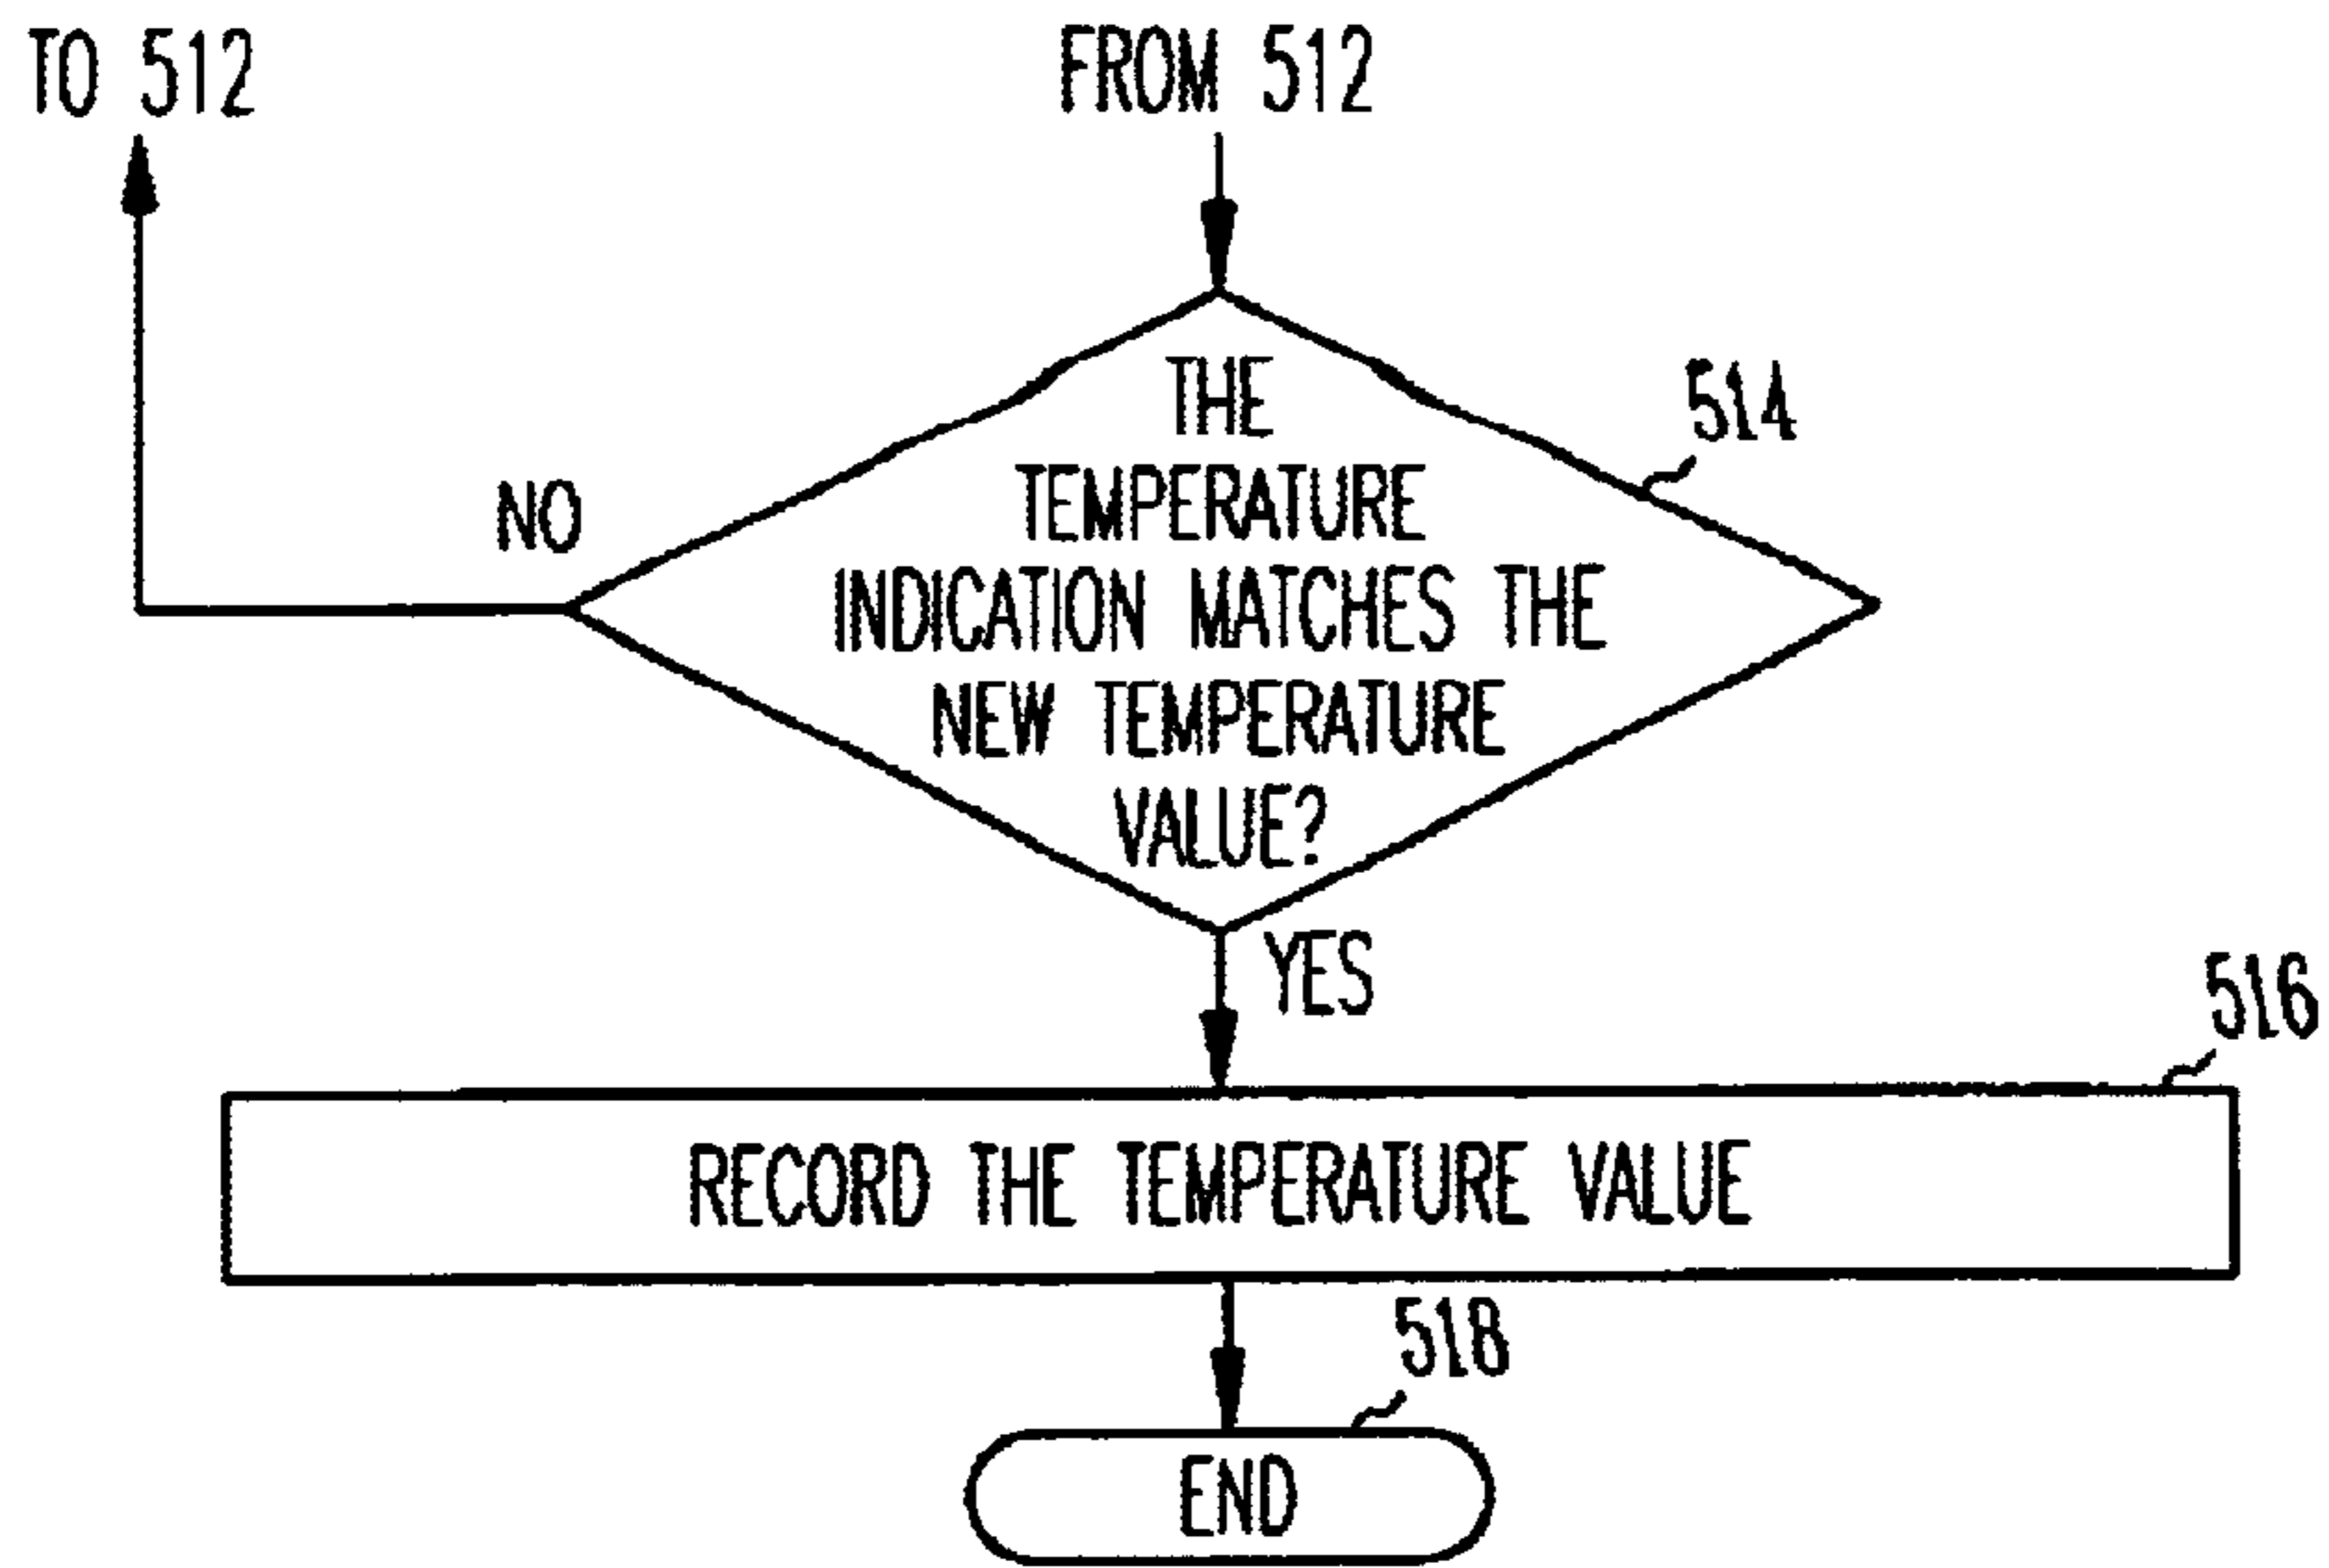 TO 512
FROM 512
THE
TEMPERATURE
INDICATION MATCHES THE
NEW TEMPERATURE
VALUE?
514
NO
YES
516
RECORD THE TEMPERATURE VALUE
518
END